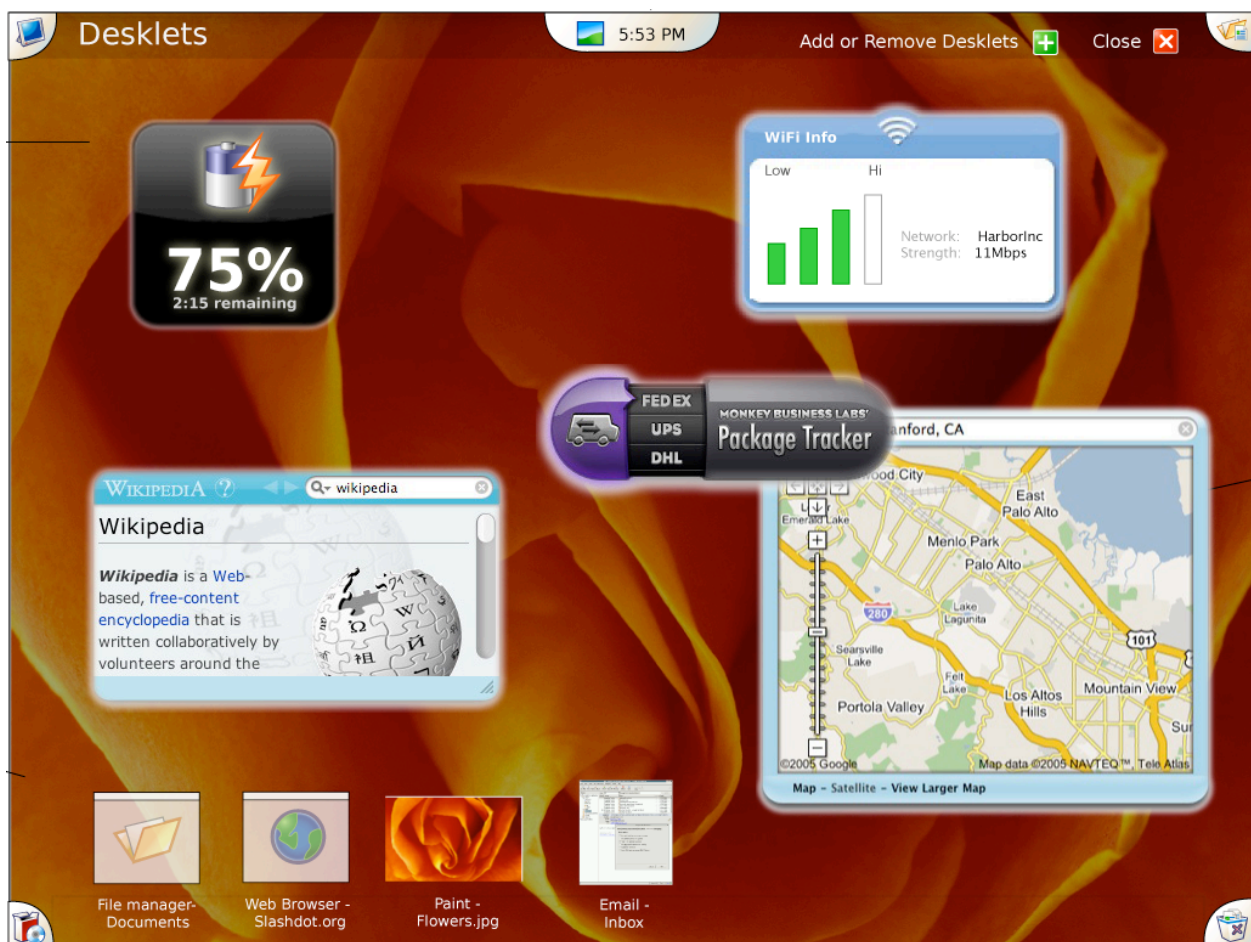 Desklets
5:53 PM
Add or Remove Desklets
Close
75%
2:15 remaining
WiFi Info
Low Hi
Network: HarborInc
Strength: 11Mbps
FEDEX
UPS
DHL
MONKEY BUSINESS LABS'
Package Tracker
anford, CA
ood City
East
Palo Alto
Emerald Lake
Menlo Park
Palo Alto
280
Lake
Lagunita
101
Searsville
Lake
Felt
Lake
Los Altos
Hills
Mountain View
Portola Valley
Su
©2005 Google
Map data ©2005 NAVTEQ™, Tele Atlas
Map – Satellite – View Larger Map
WIKIPEDIA ?
wikipedia
Wikipedia
Wikipedia is a Web-
based, free-content
encyclopedia that is
written collaboratively by
volunteers around the
Ω
W
И
祖
File manager-
Documents
Web Browser -
Slashdot.org
Paint -
Flowers.jpg
Email -
Inbox